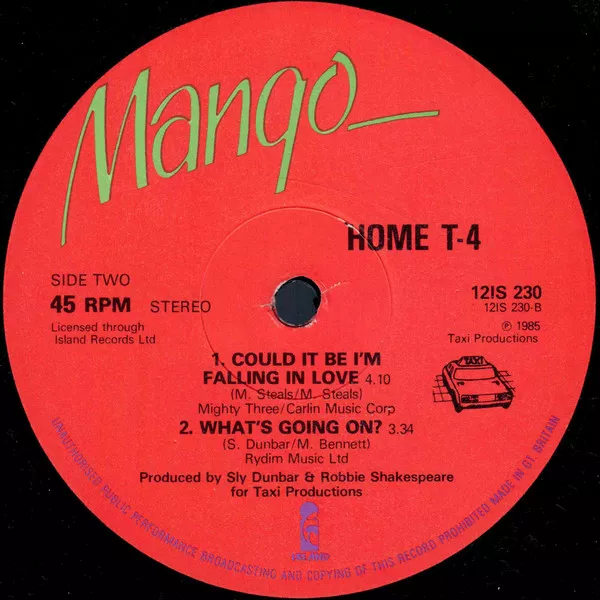 Mango
HOME T-4
SIDE TWO
45 RPM STEREO
Licensed through
Island Records Ltd
12IS 230
12IS 230-B
℗ 1985
Taxi Productions
TAXI
1. COULD IT BE I'M
FALLING IN LOVE 4.10
(M. Steals/M. Steals)
Mighty Three/Carlin Music Corp
2. WHAT'S GOING ON? 3.34
(S. Dunbar/M. Bennett)
Rydim Music Ltd
Produced by Sly Dunbar & Robbie Shakespeare
for Taxi Productions
ISLAND
UNAUTHORISED PUBLIC PERFORMANCE BROADCASTING AND COPYING OF THIS RECORD PROHIBITED MADE IN GT. BRITAIN